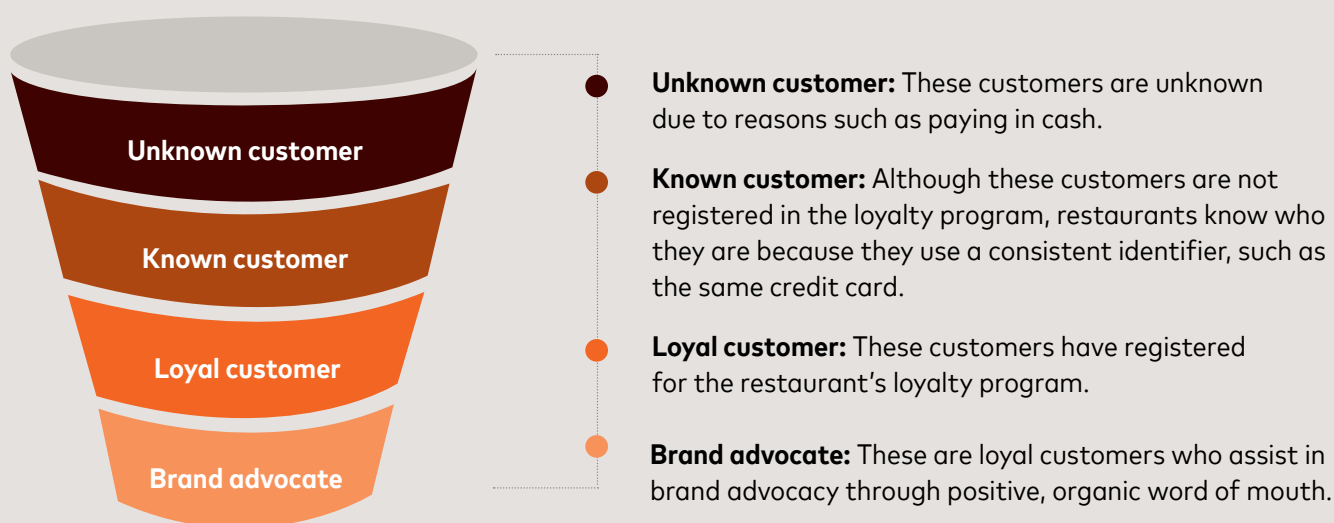 Unknown customer
Known customer
Loyal customer
Brand advocate
Unknown customer: These customers are unknown
due to reasons such as paying in cash.
Known customer: Although these customers are not
registered in the loyalty program, restaurants know who
they are because they use a consistent identifier, such as
the same credit card.
Loyal customer: These customers have registered
for the restaurant’s loyalty program.
Brand advocate: These are loyal customers who assist in
brand advocacy through positive, organic word of mouth.